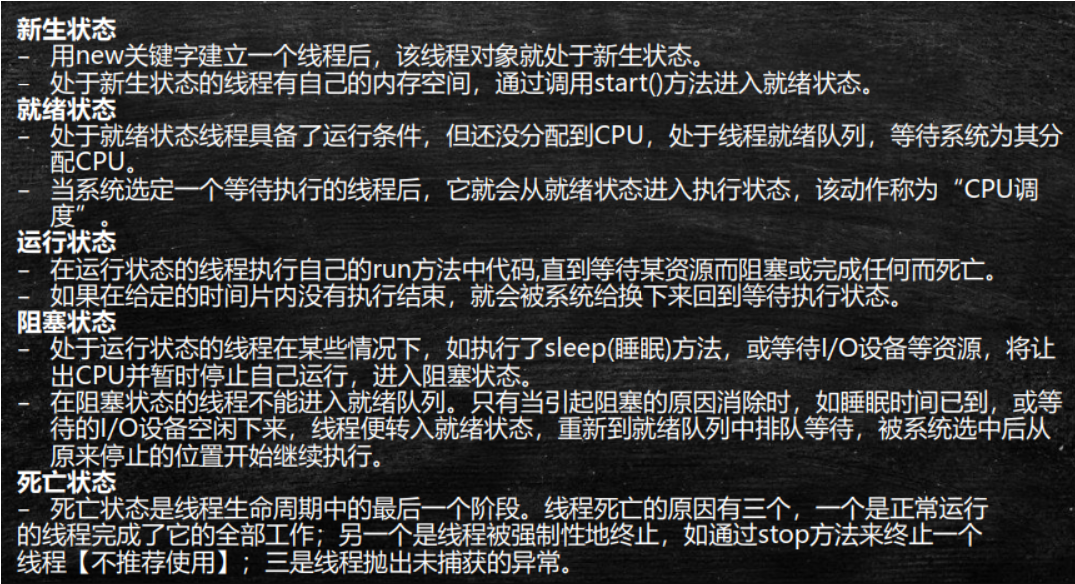 新生状态
– 用new关键字建立一个线程后，该线程对象就处于新生状态。
– 处于新生状态的线程有自己的内存空间，通过调用start()方法进入就绪状态。
就绪状态
– 处于就绪状态线程具备了运行条件，但还没分配到CPU，处于线程就绪队列，等待系统为其分
配CPU。
– 当系统选定一个等待执行的线程后，它就会从就绪状态进入执行状态，该动作称为“CPU调
度”。
运行状态
– 在运行状态的线程执行自己的run方法中代码,直到等待某资源而阻塞或完成任何而死亡。
– 如果在给定的时间片内没有执行结束，就会被系统给换下来回到等待执行状态。
阻塞状态
– 处于运行状态的线程在某些情况下，如执行了sleep(睡眠)方法，或等待I/O设备等资源，将让
出CPU并暂时停止自己运行，进入阻塞状态。
– 在阻塞状态的线程不能进入就绪队列。只有当引起阻塞的原因消除时，如睡眠时间已到，或等
待的I/O设备空闲下来，线程便转入就绪状态，重新到就绪队列中排队等待，被系统选中后从
原来停止的位置开始继续执行。
死亡状态
– 死亡状态是线程生命周期中的最后一个阶段。线程死亡的原因有三个，一个是正常运行
的线程完成了它的全部工作；另一个是线程被强制性地终止，如通过stop方法来终止一个
线程【不推荐使用】；三是线程抛出未捕获的异常。